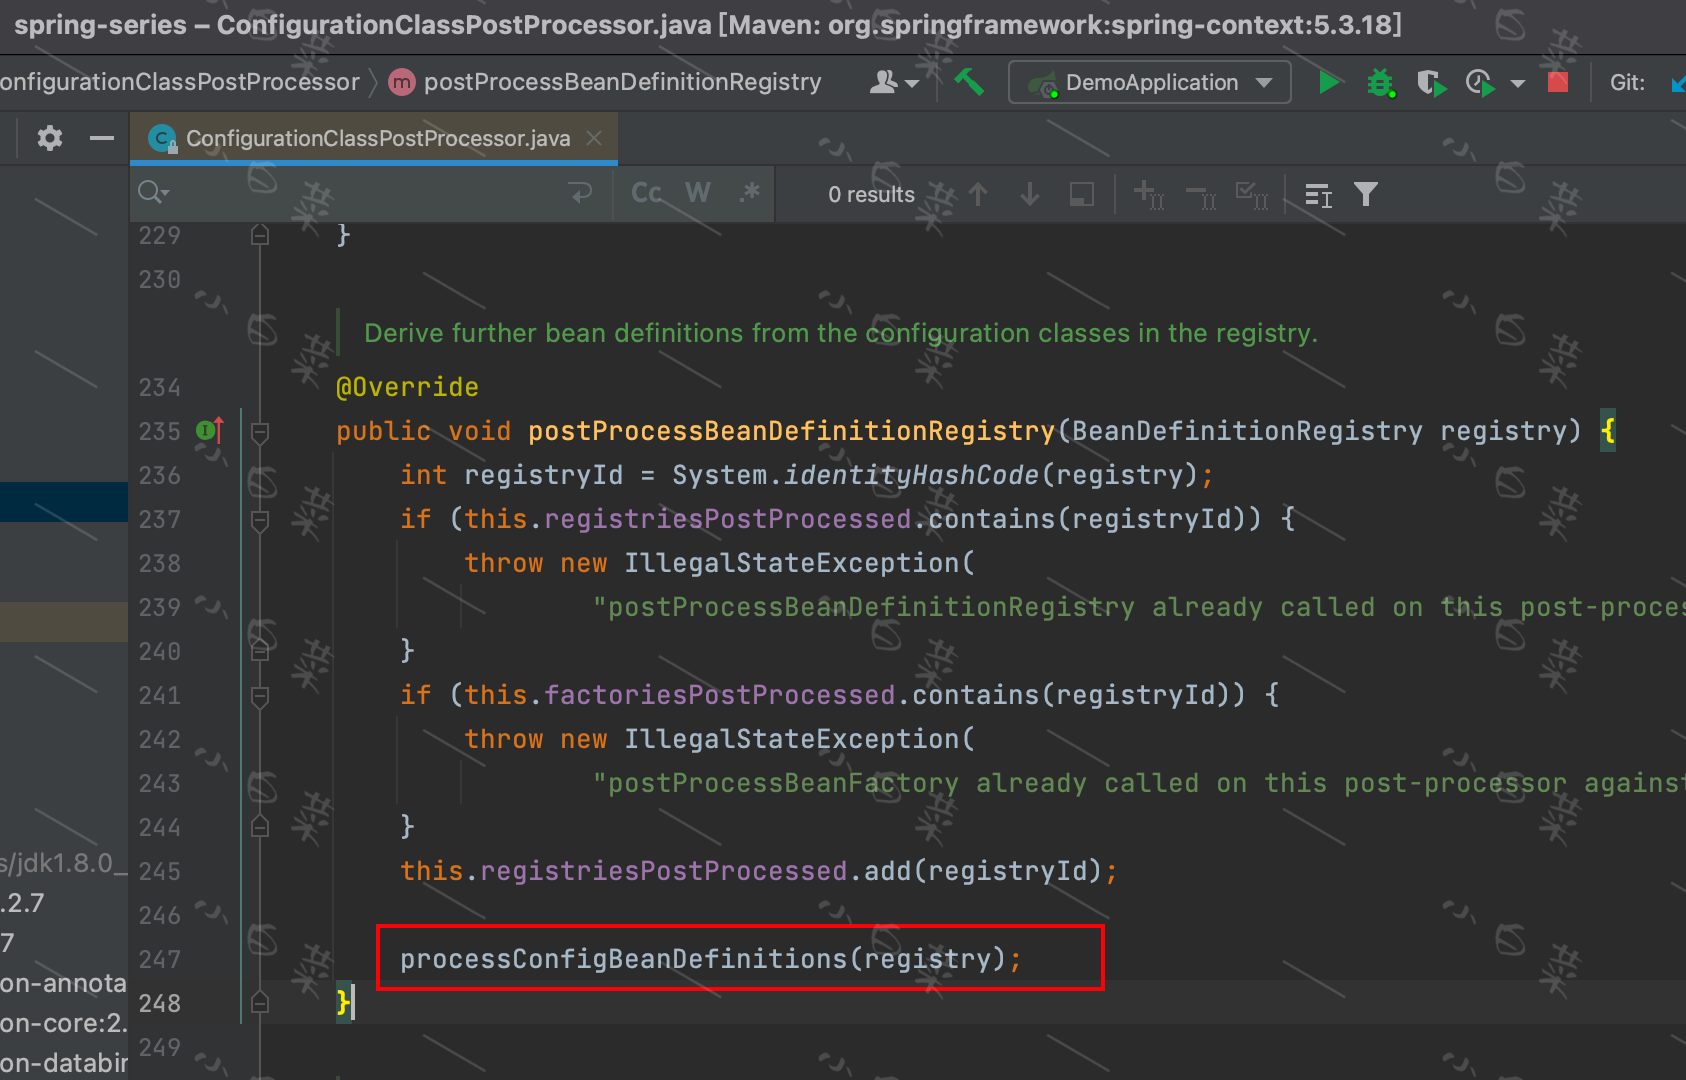 spring-series – ConfigurationClassPostProcessor.java [Maven: org.springframework:spring-context:5.3.18]
onfigurationClassPostProcessor
m postProcessBeanDefinitionRegistry
DemoApplication
Git:
C ConfigurationClassPostProcessor.java
Cc W .*
0 results
229 }
230
Derive further bean definitions from the configuration classes in the registry.
234 @Override
235 public void postProcessBeanDefinitionRegistry(BeanDefinitionRegistry registry) {
236 int registryId = System.identityHashCode(registry);
237 if (this.registriesPostProcessed.contains(registryId)) {
238 throw new IllegalStateException(
239 "postProcessBeanDefinitionRegistry already called on this post-proces
240 }
241 if (this.factoriesPostProcessed.contains(registryId)) {
242 throw new IllegalStateException(
243 "postProcessBeanFactory already called on this post-processor against
244 }
245 this.registriesPostProcessed.add(registryId);
246
247 processConfigBeanDefinitions(registry);
248 }
249
s/jdk1.8.0_
.2.7
7
on-annota
on-core:2.
on-databin